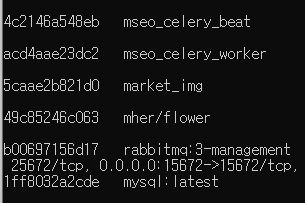 4c2146a548eb mseo_celery_beat
acd4aae23dc2 mseo_celery_worker
5caae2b821d0 market_img
49c85246c063 mher/flower
b00697156d17 rabbitmq:3-management
25672/tcp, 0.0.0.0:15672->15672/tcp,
1ff8032a2cde mysql:latest